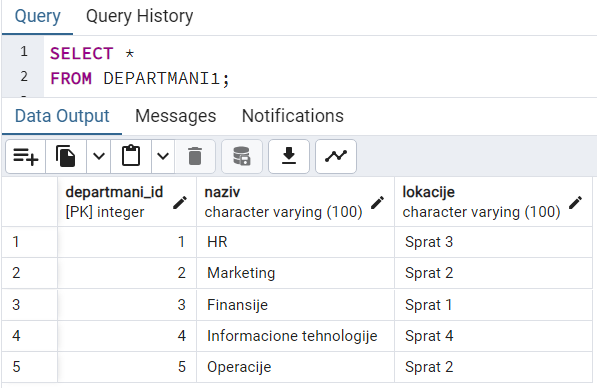 Query Query History
1 SELECT *
2 FROM DEPARTMANI1;
Data Output Messages Notifications
departmani_id naziv lokacije
[PK] integer character varying (100) character varying (100)
1 1 HR Sprat 3
2 2 Marketing Sprat 2
3 3 Finansije Sprat 1
4 4 Informacione tehnologije Sprat 4
5 5 Operacije Sprat 2